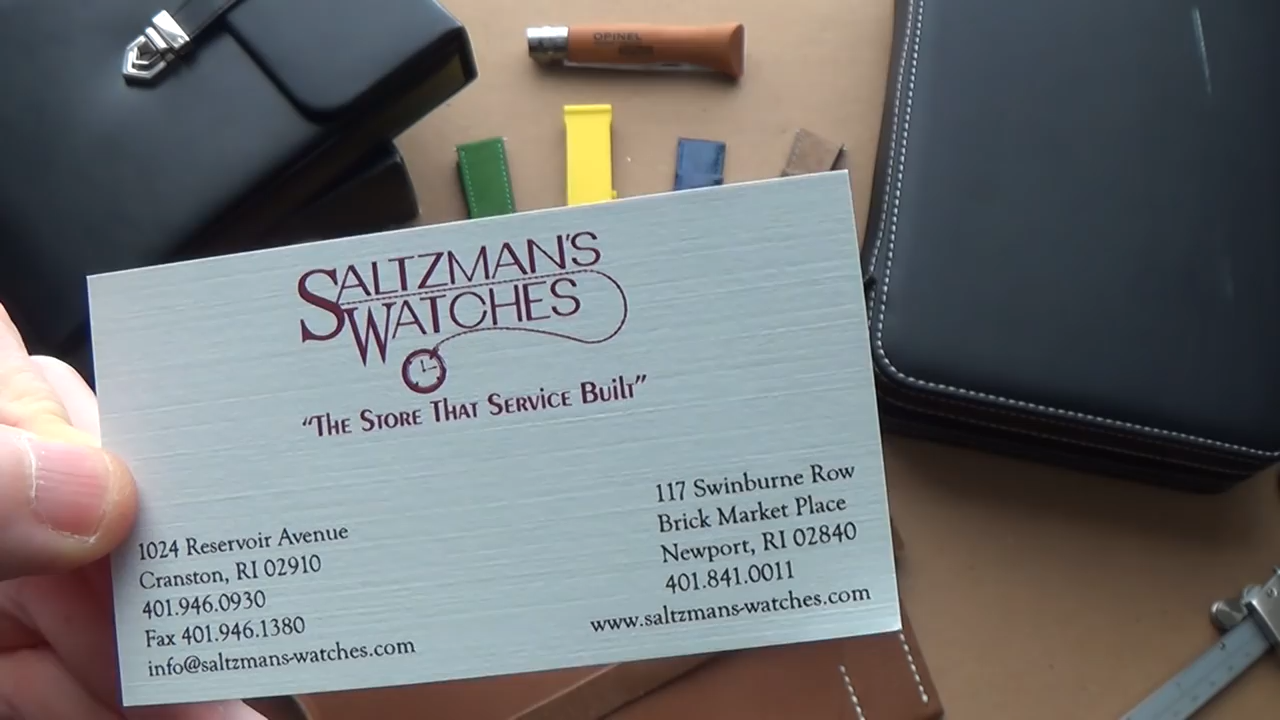 OPINEL
SALTZMAN'S
WATCHES
"THE STORE THAT SERVICE BUILT"
1024 Reservoir Avenue
Cranston, RI 02910
401.946.0930
Fax 401.946.1380
info@saltzmans-watches.com
117 Swinburne Row
Brick Market Place
Newport, RI 02840
401.841.0011
www.saltzmans-watches.com